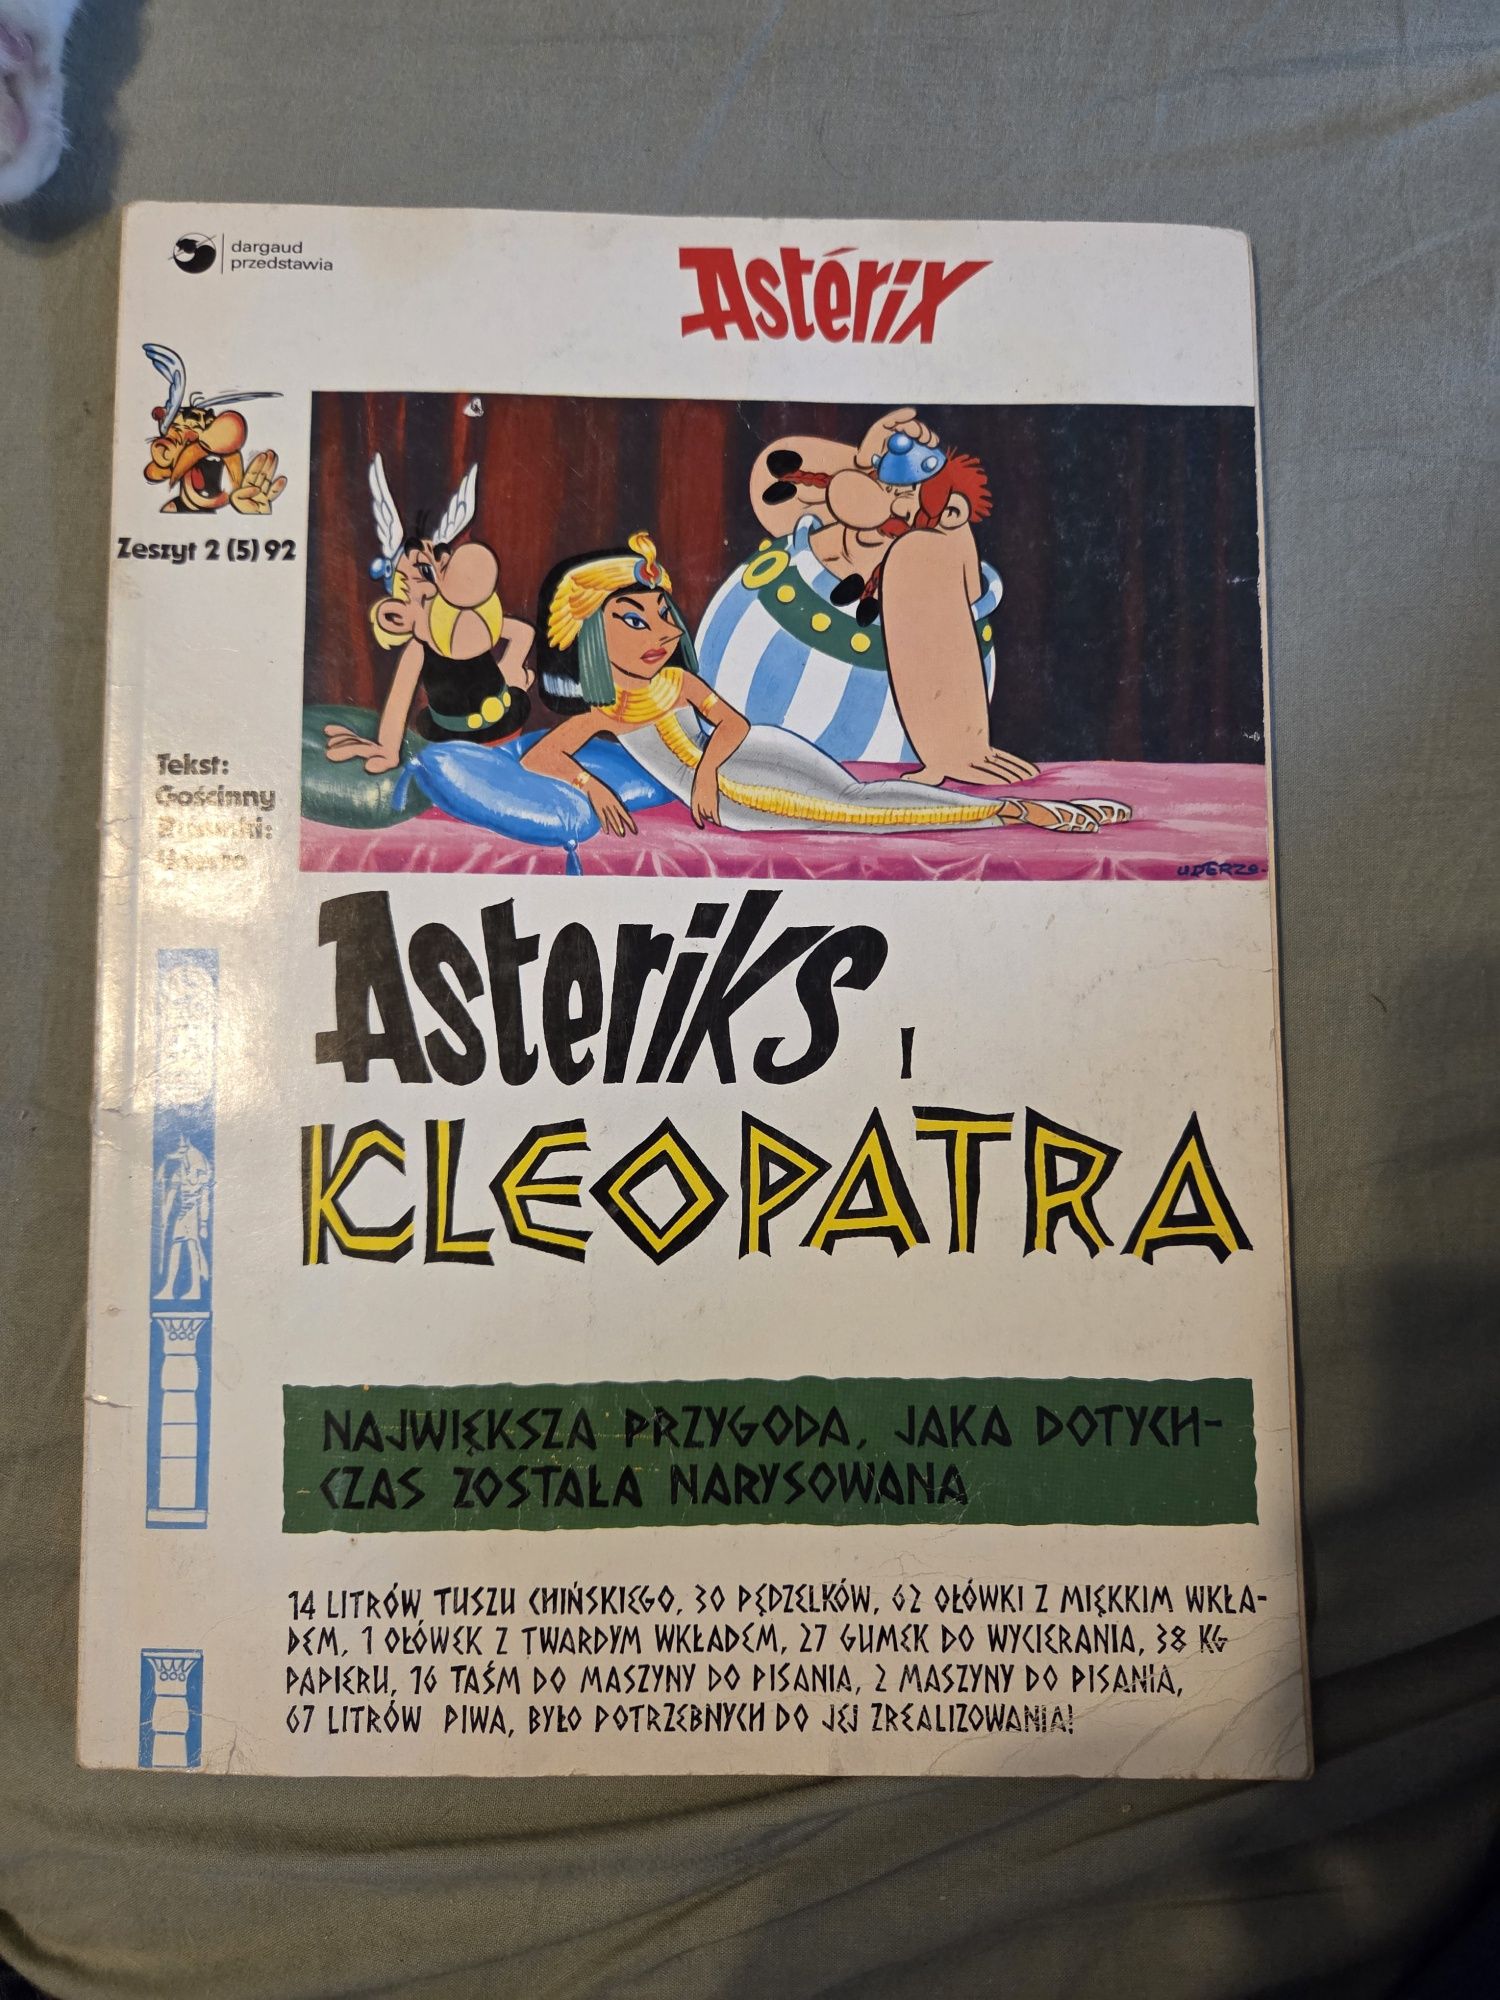 dargaud
przedstawia
Astérix
Zeszyt 2 (5) 92
UDERZO
Tekst:
Gościnny
Rysunki:
Asteriks
i
KLEOPATRA
NAJWIĘKSZA PRZYGODA, JAKA DOTYCH-
CZAS ZOSTAŁA NARYSOWANA
14 LITRÓW TUSZU CHIŃSKIEGO, 30 PĘDZELKÓW, 62 OŁÓWKI Z MIĘKKIM WKŁA-
DEM, 1 OŁÓWEK Z TWARDYM WKŁADEM, 27 GUMEK DO WYCIERANIA, 38 KG
PAPIERU, 16 TAŚM DO MASZYNY DO PISANIA, 2 MASZYNY DO PISANIA,
67 LITRÓW PIWA, BYŁO POTRZEBNYCH DO JEJ ZREALIZOWANIA!